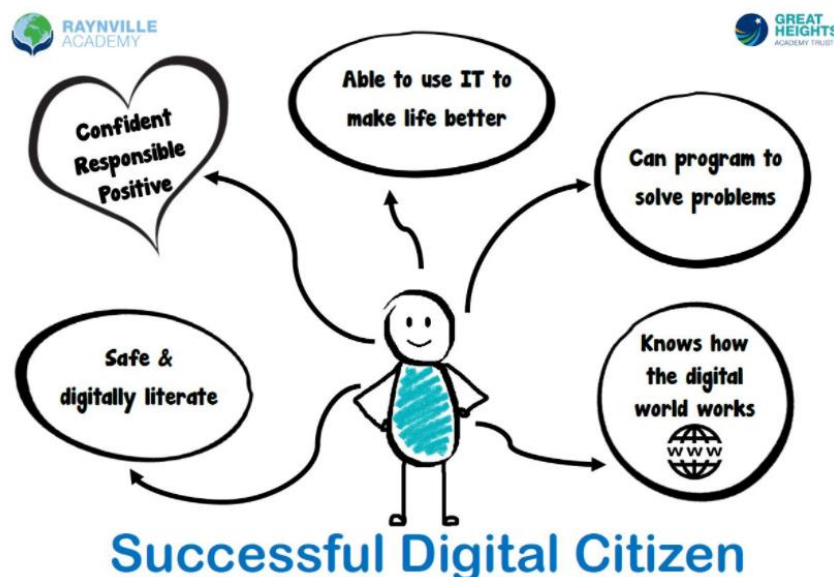 RAYNVILLE
ACADEMY
GREAT
HEIGHTS
ACADEMY TRUST
Confident
Responsible
Positive
Able to use IT to
make life better
Can program to
solve problems
Safe &
digitally literate
Knows how
the digital
world works
WWW
Successful Digital Citizen